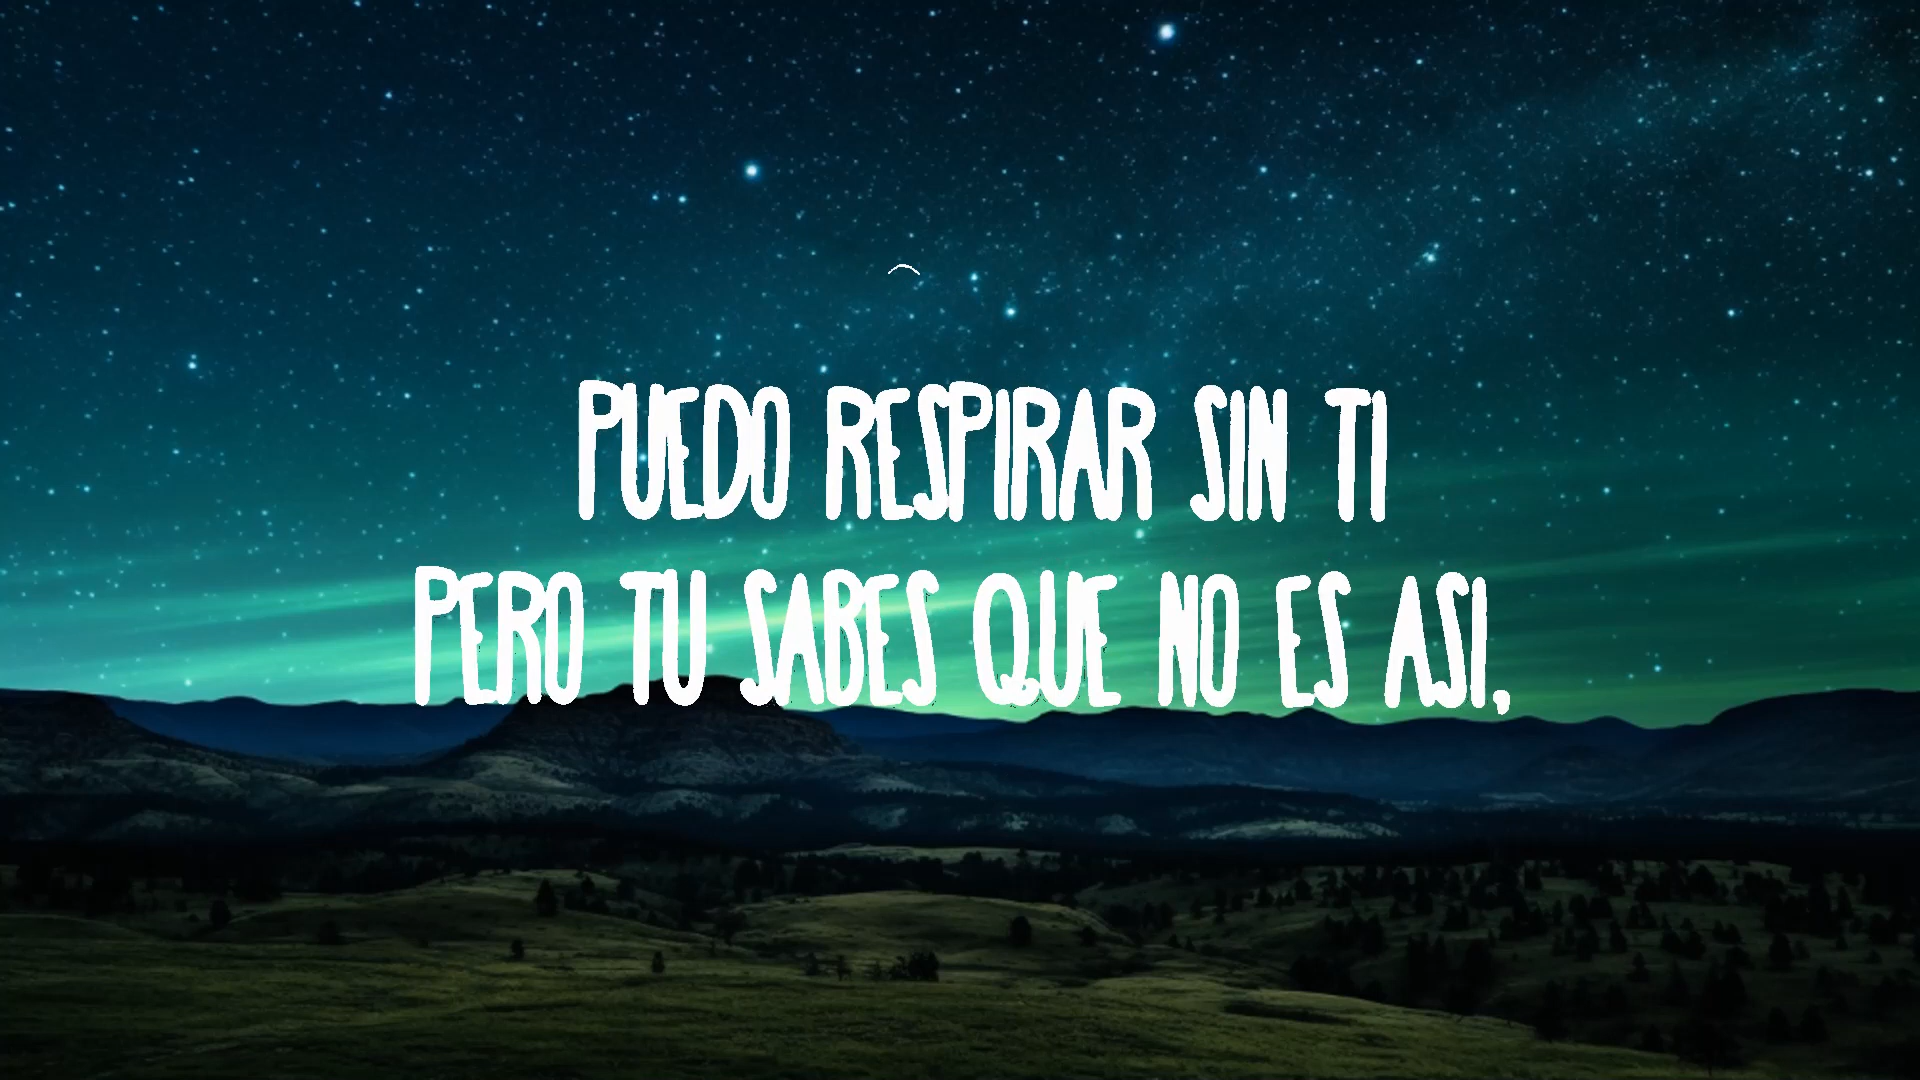 PUEDO RESPIRAR SIN TI
PERO TU SABES QUE NO ES ASI,